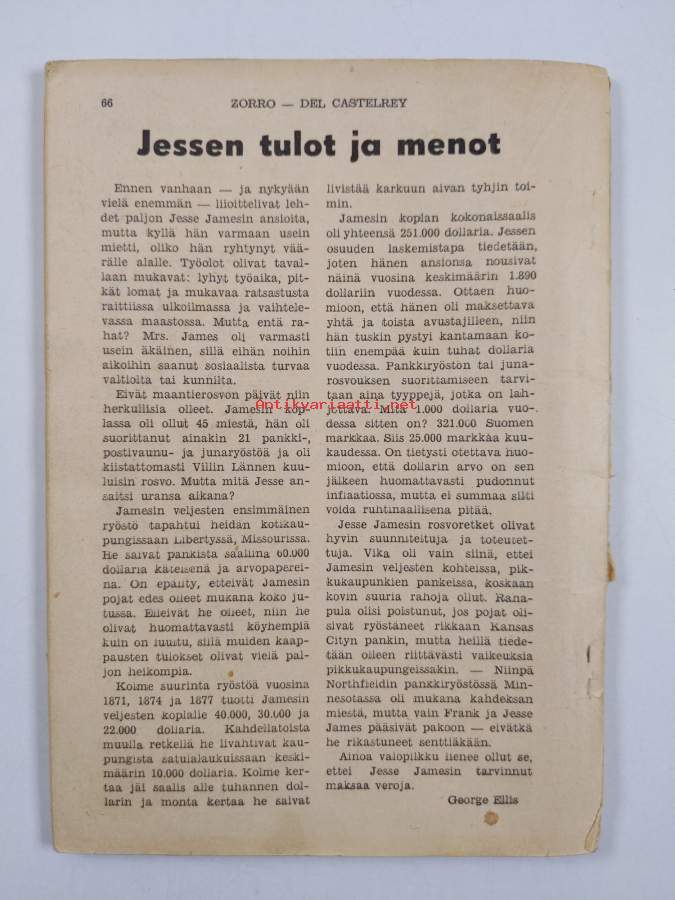 66
ZORRO — DEL CASTELREY
Jessen tulot ja menot
Ennen vanhaan — ja nykyään
vielä enemmän — liioittelivat leh-
det paljon Jesse Jamesin ansioita,
mutta kyllä hän varmaan usein
mietti, oliko hän ryhtynyt vää-
rälle alalle. Työolot olivat taval-
laan mukavat: lyhyt työaika, pit-
kät lomat ja mukavaa ratsastusta
raittiissa ulkoilmassa ja vaihtele-
vassa maastossa. Mutta entä ra-
hat? Mrs. James oli varmasti
usein äkäinen, sillä eihän noihin
aikoihin saanut sosiaalista turvaa
valtiolta tai kunnilta.
Eivät maantierosvon päivät niin
herkullisia olleet. Jamesin kop-
lassa oli ollut 45 miestä, hän oli
suorittanut ainakin 21 pankki-,
postivaunu- ja junaryöstöä ja oli
kiistattomasti Villin Lännen kuu-
luisin rosvo. Mutta mitä Jesse an-
saitsi uransa aikana?
Jamesin veljesten ensimmäinen
ryöstö tapahtui heidän kotikau-
pungissaan Libertyssä, Missourissa.
He saivat pankista saaliina 60.000
dollaria käteisenä ja arvopaperei-
na. On epäilty, etteivät Jamesin
pojat edes olleet mukana koko ju-
tussa. Elleivät he olleet, niin he
olivat huomattavasti köyhempiä
kuin on luultu, sillä muiden kaap-
pausten tulokset olivat vielä pal-
jon heikompia.
Kolme suurinta ryöstöä vuosina
1871, 1874 ja 1877 tuotti Jamesin
veljesten koplalle 40.000, 30.000 ja
22.000 dollaria. Kahdellatoista
muulla retkellä he livahtivat kau-
pungista satulalaukuissaan keski-
määrin 10.000 dollaria. Kolme ker-
taa jäi saalis alle tuhannen dol-
larin ja monta kertaa he saivat
livistää karkuun aivan tyhjin toi-
min.
Jamesin koplan kokonaissaalis
oli yhteensä 251.000 dollaria. Jessen
osuuden laskemistapa tiedetään,
joten hänen ansionsa nousivat
näinä vuosina keskimäärin 1.890
dollariin vuodessa. Ottaen huo-
mioon, että hänen oli maksettava
yhtä ja toista avustajilleen, niin
hän tuskin pystyi kantamaan ko-
tiin enempää kuin tuhat dollaria
vuodessa. Pankkiryöstön tai juna-
rosvouksen suorittamiseen tarvi-
taan aina tyyppejä, jotka on lah-
jottava. Mitä 1.000 dollaria vuo-
dessa sitten on? 321.000 Suomen
markkaa. Siis 25.000 markkaa kuu-
kaudessa. On tietysti otettava huo-
mioon, että dollarin arvo on sen
jälkeen huomattavasti pudonnut
inflaatiossa, mutta ei summaa silti
voida ruhtinaallisena pitää.
Jesse Jamesin rosvoretket olivat
hyvin suunniteltuja ja toteutet-
tuja. Vika oli vain siinä, ettei
Jamesin veljesten kohteissa, pik-
kukaupunkien pankeissa, koskaan
kovin suuria rahoja ollut. Raha-
pula olisi poistunut, jos pojat oli-
sivat ryöstäneet rikkaan Kansas
Cityn pankin, mutta heillä tiede-
tään olleen riittävästi vaikeuksia
pikkukaupungeissakin. — Niinpä
Northfieldin pankkiryöstössä Min-
nesotassa oli mukana kahdeksan
miestä, mutta vain Frank ja Jesse
James pääsivät pakoon — eivätkä
he rikastuneet senttiäkään.
Ainoa valopilkku lienee ollut se,
ettei Jesse Jamesin tarvinnut
maksaa veroja.
George Ellis
Antikvariaatti.net